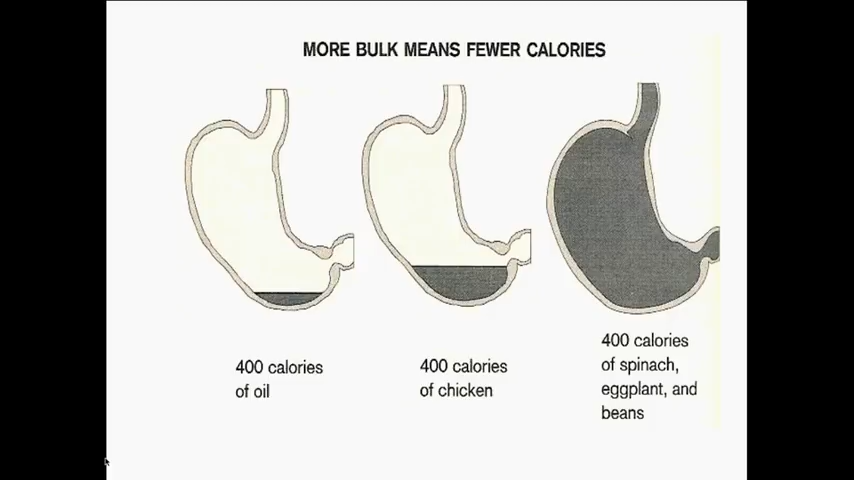 MORE BULK MEANS FEWER CALORIES
400 calories
of oil
400 calories
of chicken
400 calories
of spinach,
eggplant, and
beans